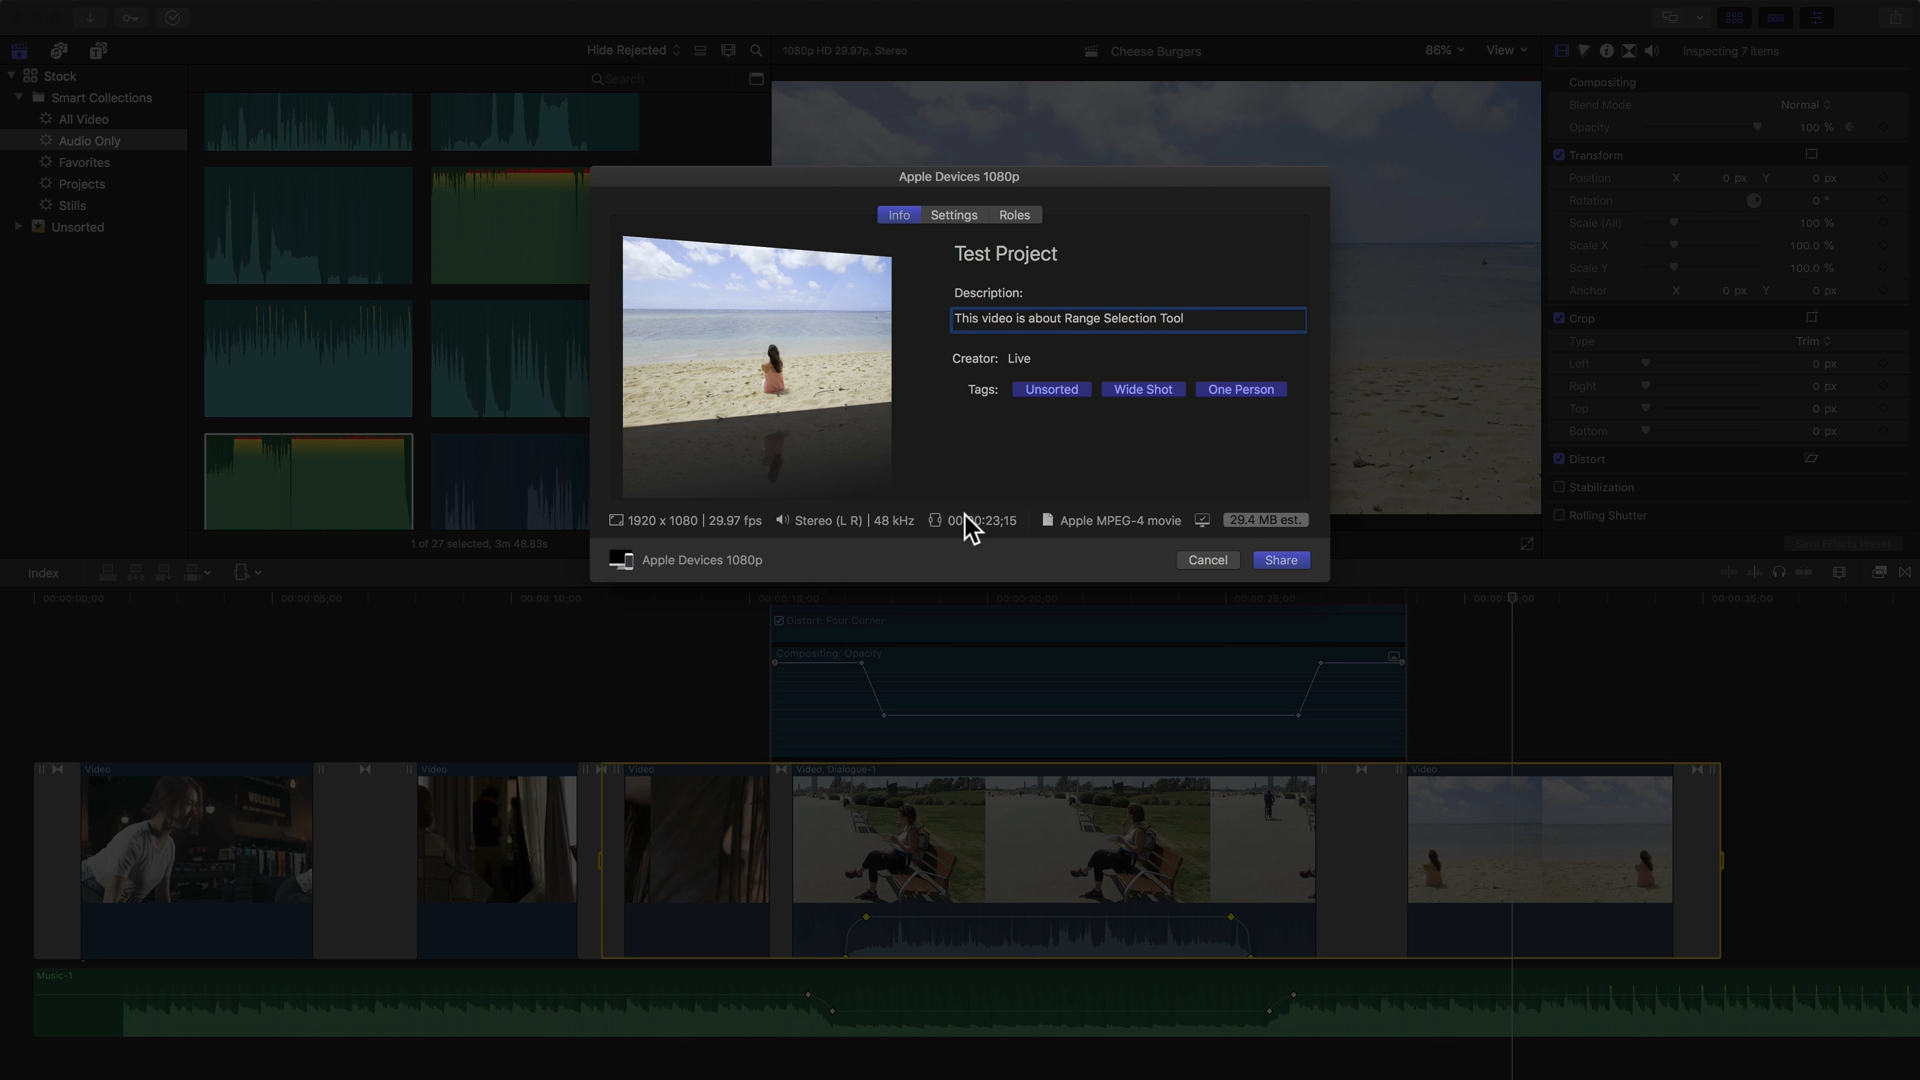 Hide Rejected
1080p HD 29.97p, Stereo
Cheese Burgers
86%
View
Inspecting 7 items
Stock
Smart Collections
All Video
Audio Only
Favorites
Projects
Stills
Unsorted
Search
Compositing
Blend Mode Normal
Opacity 100 %
Transform
Position X 0 px Y 0 px
Rotation 0 °
Scale (All) 100 %
Scale X 100.0 %
Scale Y 100.0 %
Anchor X 0 px Y 0 px
Crop
Type Trim
Left 0 px
Right 0 px
Top 0 px
Bottom 0 px
Distort
Stabilization
Rolling Shutter
Save Effects Preset
Apple Devices 1080p
Info Settings Roles
Test Project
Description:
This video is about Range Selection Tool
Creator: Live
Tags: Unsorted Wide Shot One Person
1920 x 1080 | 29.97 fps Stereo (L R) | 48 kHz Apple MPEG-4 movie 29.4 MB est.
Apple Devices 1080p
Cancel Share
1 of 27 selected, 3m 48.83s
Index
00:00:00;00 00:00:05;00 00:00:10;00 00:00:15;00 00:00:20;00 00:00:25;00 00:00:35;00
Distort: Four Corner
Compositing: Opacity
Video Video Video Video, Dialogue-1 Video
Music-1